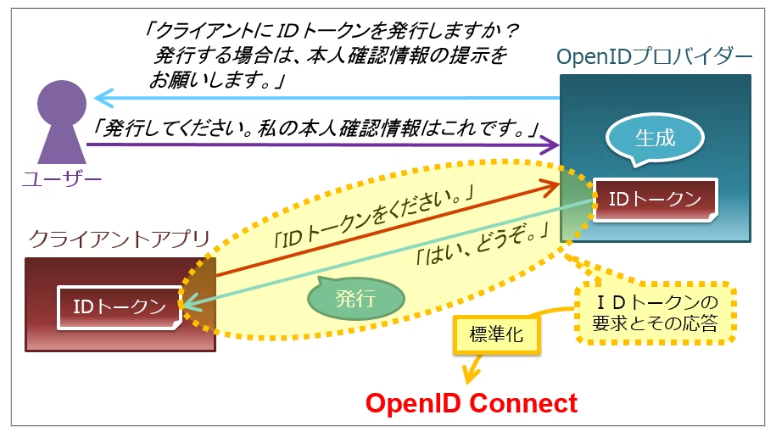 「クライアントにIDトークンを発行しますか？
発行する場合は、本人確認情報の提示を
お願いします。」
OpenIDプロバイダー
「発行してください。私の本人確認情報はこれです。」
生成
ユーザー
IDトークン
「IDトークンをください。」
クライアントアプリ
「はい、どうぞ。」
IDトークン
発行
ＩＤトークンの
要求とその応答
標準化
OpenID Connect